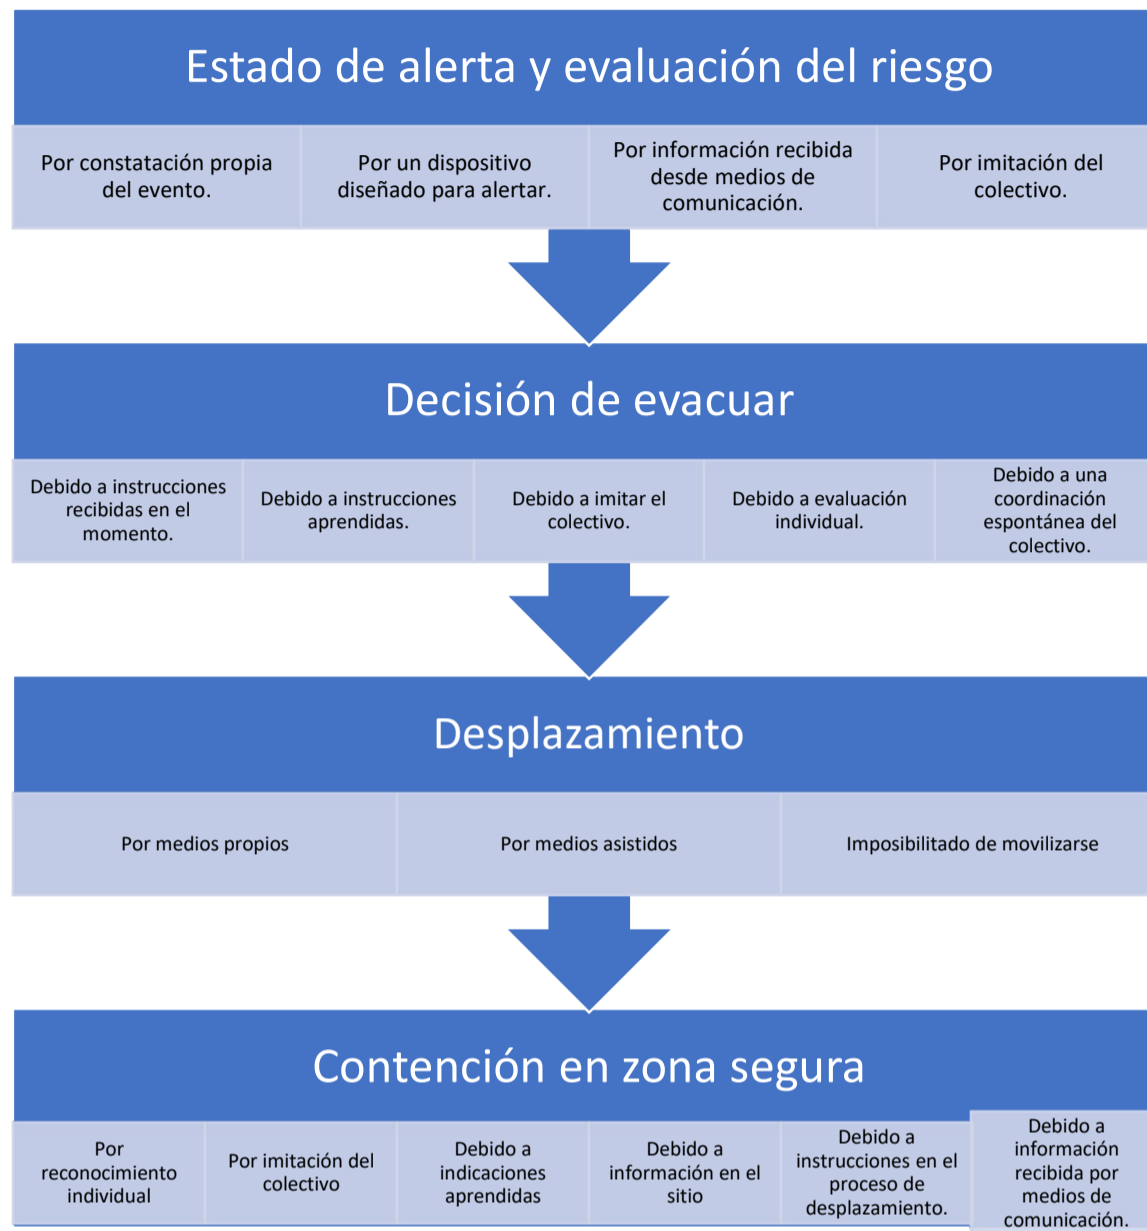 Estado de alerta y evaluación del riesgo
Por constatación propia
del evento.
Por un dispositivo
diseñado para alertar.
Por información recibida
desde medios de
comunicación.
Por imitación del
colectivo.
Decisión de evacuar
Debido a instrucciones
recibidas en el
momento.
Debido a instrucciones
aprendidas.
Debido a imitar el
colectivo.
Debido a evaluación
individual.
Debido a una
coordinación
espontánea del
colectivo.
Desplazamiento
Por medios propios
Por medios asistidos
Imposibilitado de movilizarse
Contención en zona segura
Por
reconocimiento
individual
Por imitación del
colectivo
Debido a
indicaciones
aprendidas
Debido a
información en el
sitio
Debido a
instrucciones en el
proceso de
desplazamiento.
Debido a
información
recibida por
medios de
comunicación.